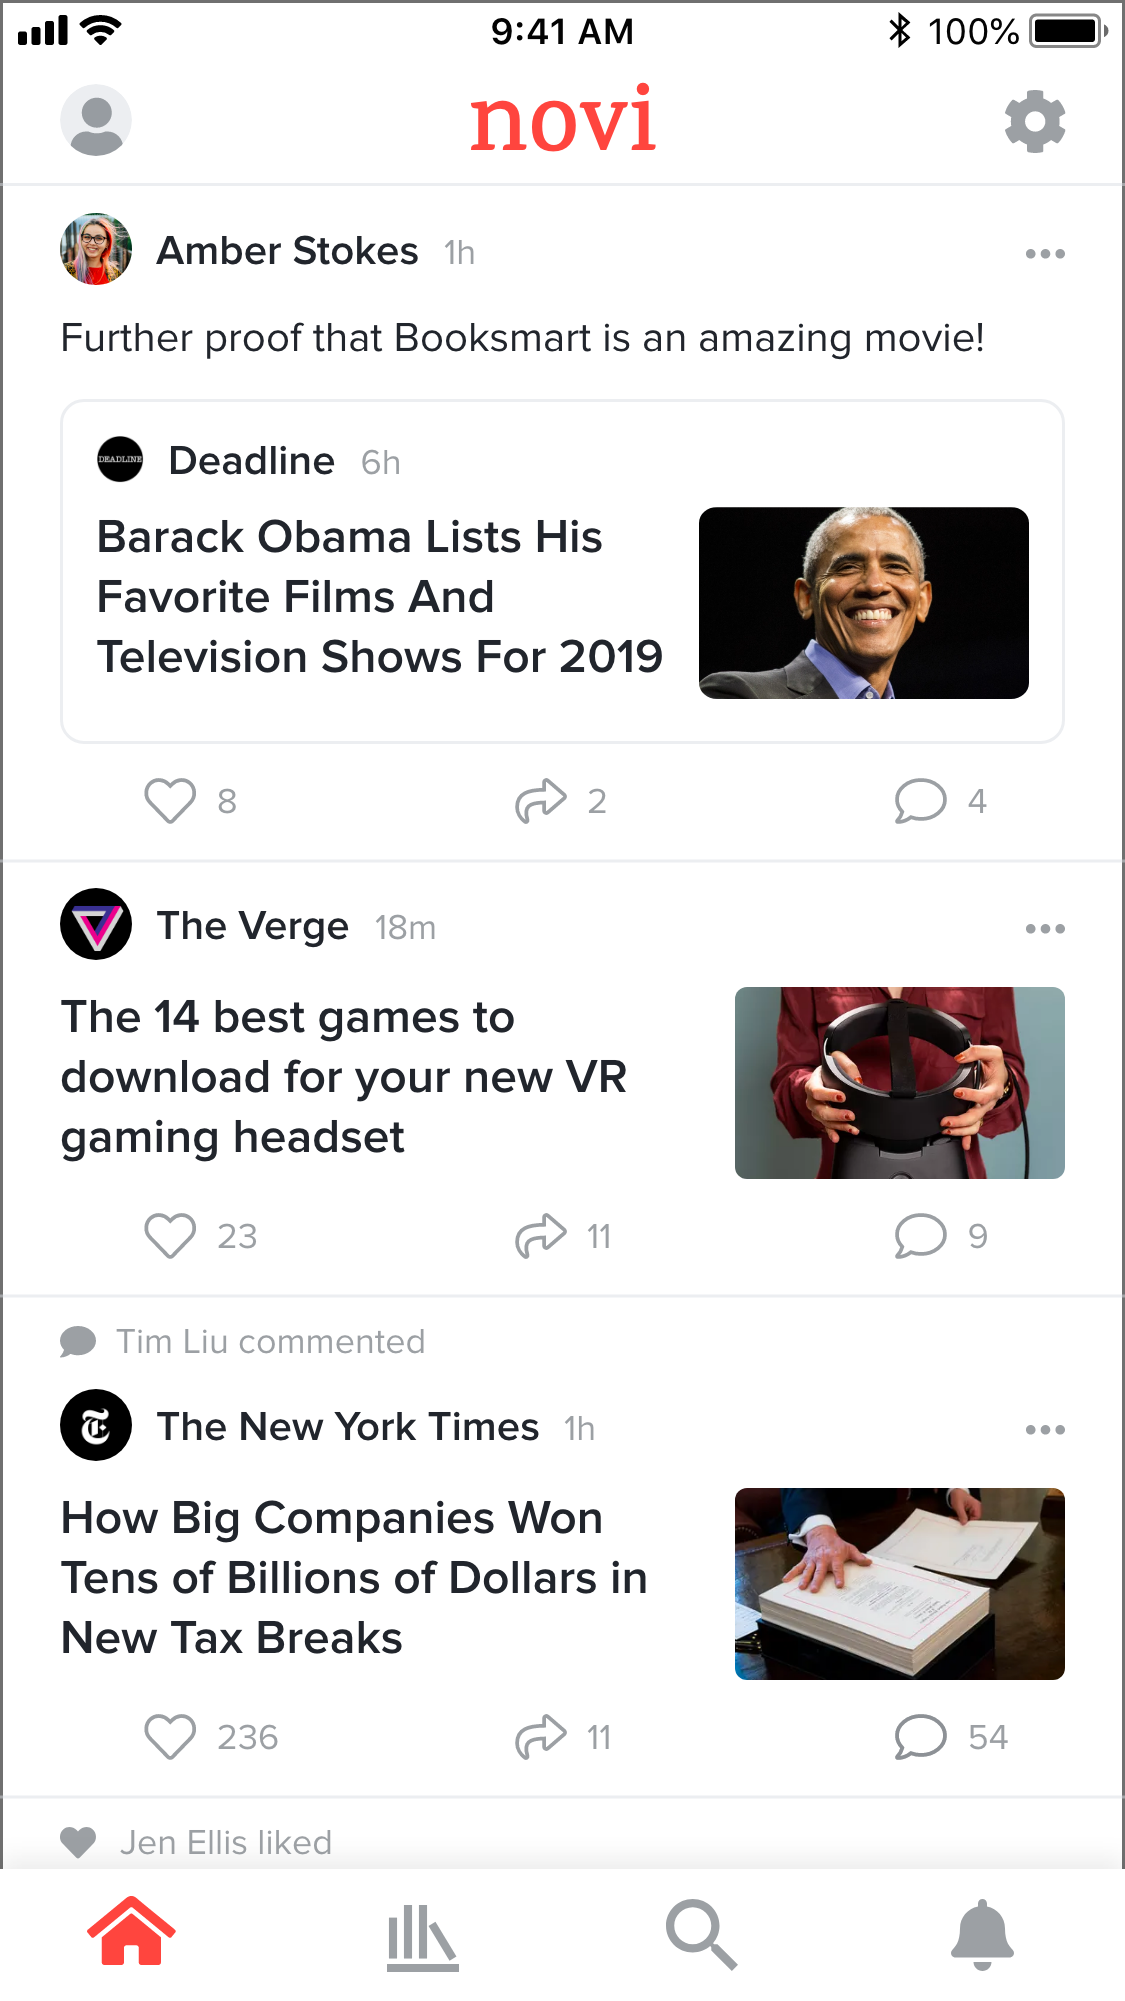 9:41 AM
100%
novi
Amber Stokes 1h
Further proof that Booksmart is an amazing movie!
DEADLINE
Deadline 6h
Barack Obama Lists His
Favorite Films And
Television Shows For 2019
8 2 4
The Verge 18m
The 14 best games to
download for your new VR
gaming headset
23 11 9
Tim Liu commented
The New York Times 1h
How Big Companies Won
Tens of Billions of Dollars in
New Tax Breaks
236 11 54
Jen Ellis liked